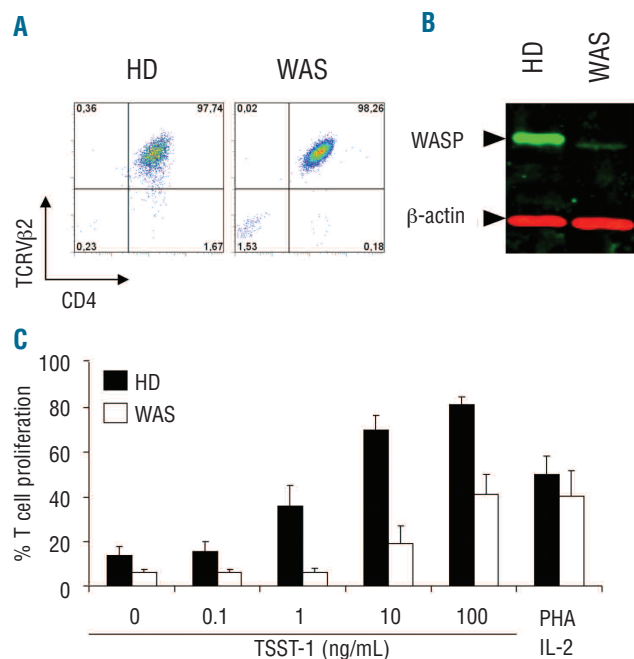 A
HD
WAS
0,36
97,74
0,23
1,67
0,02
98,26
1,53
0,18
TCRVβ2
CD4
B
HD
WAS
WASP
β-actin
C
100
80
60
40
20
0
% T cell proliferation
HD
WAS
0 0.1 1 10 100 PHA
TSST-1 (ng/mL) IL-2